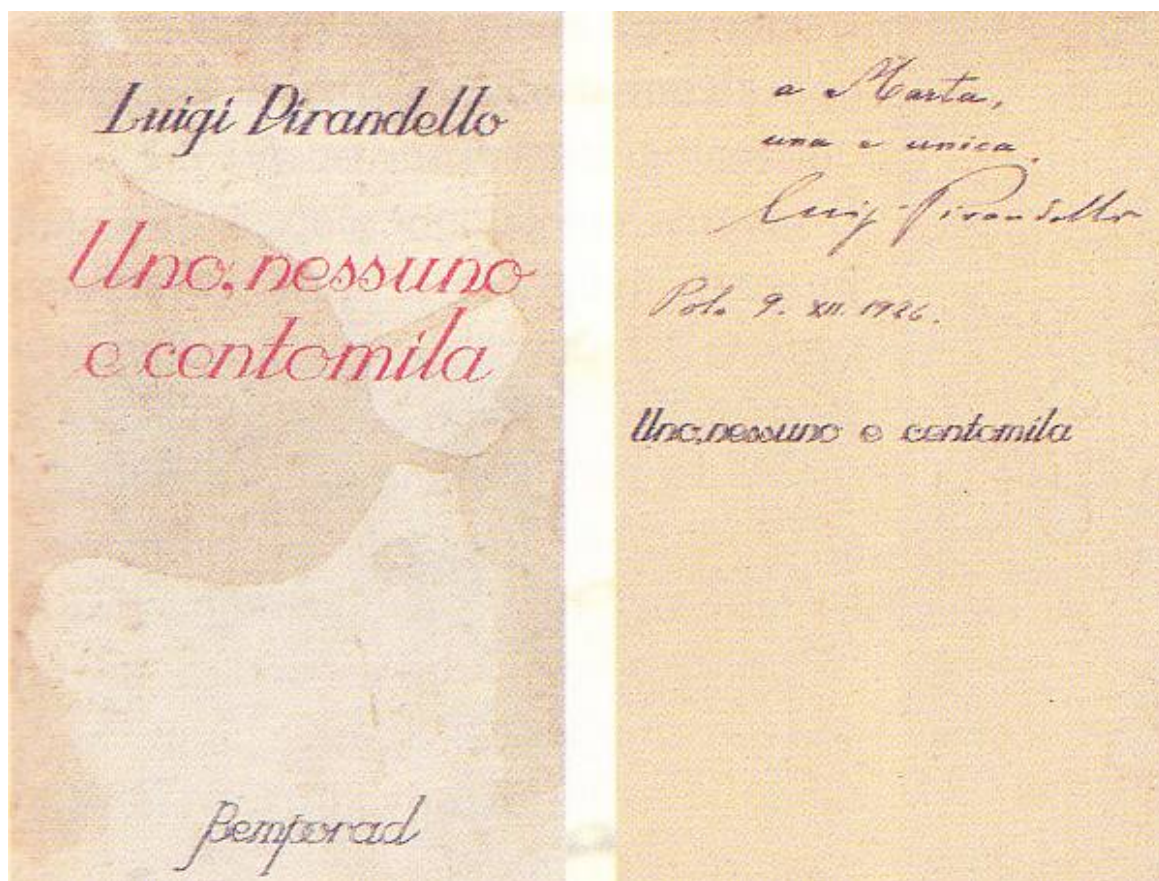 Luigi Pirandello
Uno, nessuno
e centomila
Bemporad
a Marta,
una e unica.
Luigi Pirandello
Pola 9. XII. 1926.
Uno, nessuno e centomila